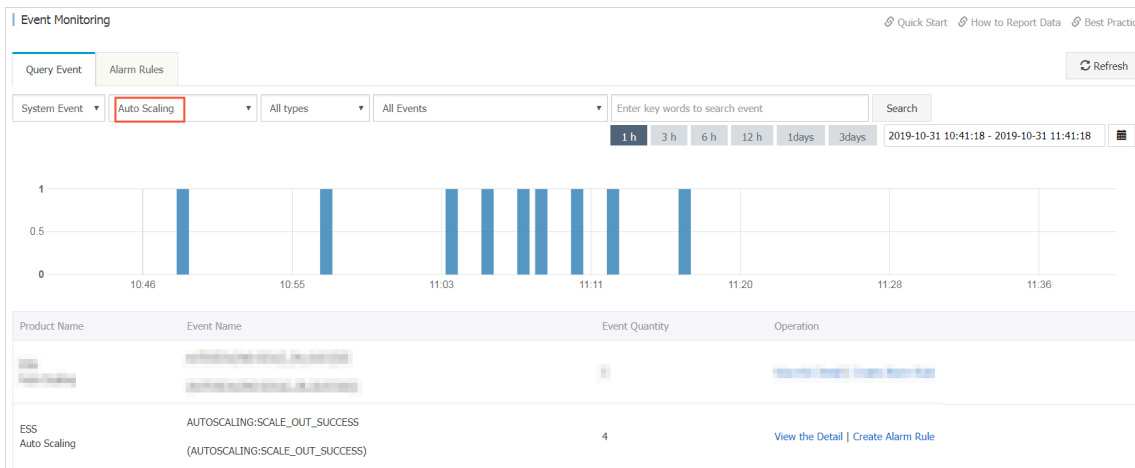 Event Monitoring
Quick Start How to Report Data Best Practic
Query Event Alarm Rules Refresh
System Event Auto Scaling All types All Events Enter key words to search event Search
1 h 3 h 6 h 12 h 1days 3days 2019-10-31 10:41:18 - 2019-10-31 11:41:18
1
0.5
0
10:46 10:55 11:03 11:11 11:20 11:28 11:36
Product Name Event Name Event Quantity Operation
AUTOSCALING:SCALE_OUT_SUCCESS
ESS
4 View the Detail | Create Alarm Rule
Auto Scaling
(AUTOSCALING:SCALE_OUT_SUCCESS)